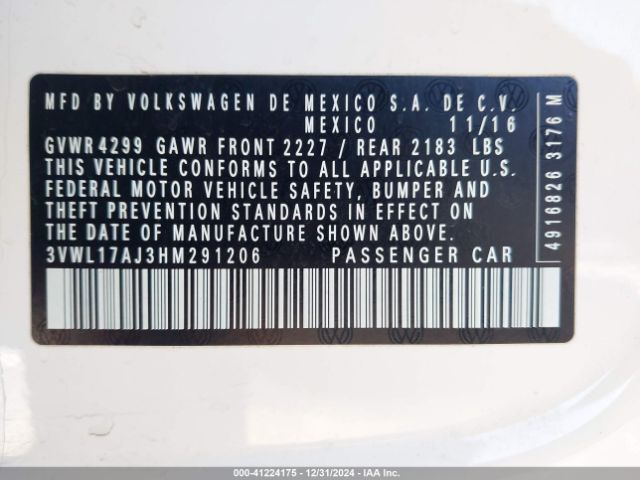 MFD BY VOLKSWAGEN DE MEXICO S.A. DE C.V.
MEXICO 11/16
GVWR 4299 GAWR FRONT 2227 / REAR 2183 LBS
THIS VEHICLE CONFORMS TO ALL APPLICABLE U.S.
FEDERAL MOTOR VEHICLE SAFETY, BUMPER AND
THEFT PREVENTION STANDARDS IN EFFECT ON
THE DATE OF MANUFACTURE SHOWN ABOVE.
3VWL17AJ3HM291206 PASSENGER CAR
4916826 3176 M
000-41224175 - 12/31/2024 - IAA Inc.